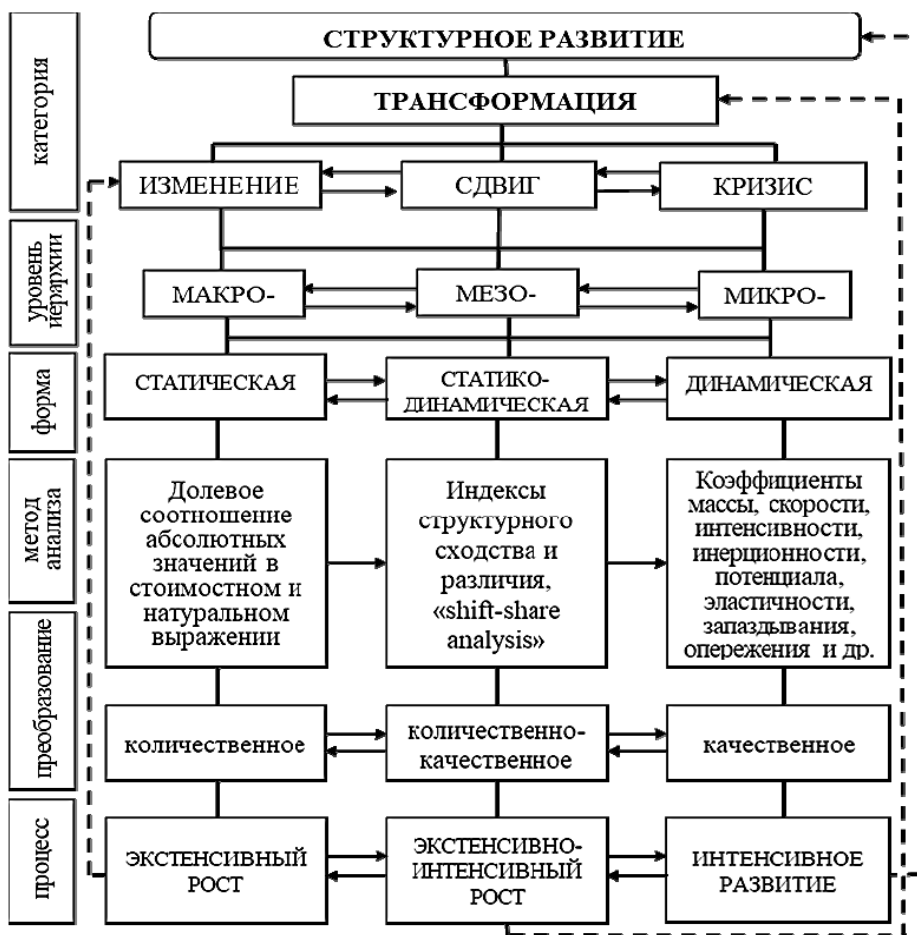 СТРУКТУРНОЕ РАЗВИТИЕ
категория
ТРАНСФОРМАЦИЯ
ИЗМЕНЕНИЕ
СДВИГ
КРИЗИС
уровень
иерархии
МАКРО-
МЕЗО-
МИКРО-
форма
СТАТИЧЕСКАЯ
СТАТИКО-
ДИНАМИЧЕСКАЯ
ДИНАМИЧЕСКАЯ
метод
анализа
Долевое
соотношение
абсолютных
значений в
стоимостном и
натуральном
выражении
Индексы
структурного
сходства и
различия,
«shift-share
analysis»
Коэффициенты
массы, скорости,
интенсивности,
инерционности,
потенциала,
эластичности,
запаздывания,
опережения и др.
преобразование
количественное
количественно-
качественное
качественное
процесс
ЭКСТЕНСИВНЫЙ
РОСТ
ЭКСТЕНСИВНО-
ИНТЕНСИВНЫЙ
РОСТ
ИНТЕНСИВНОЕ
РАЗВИТИЕ